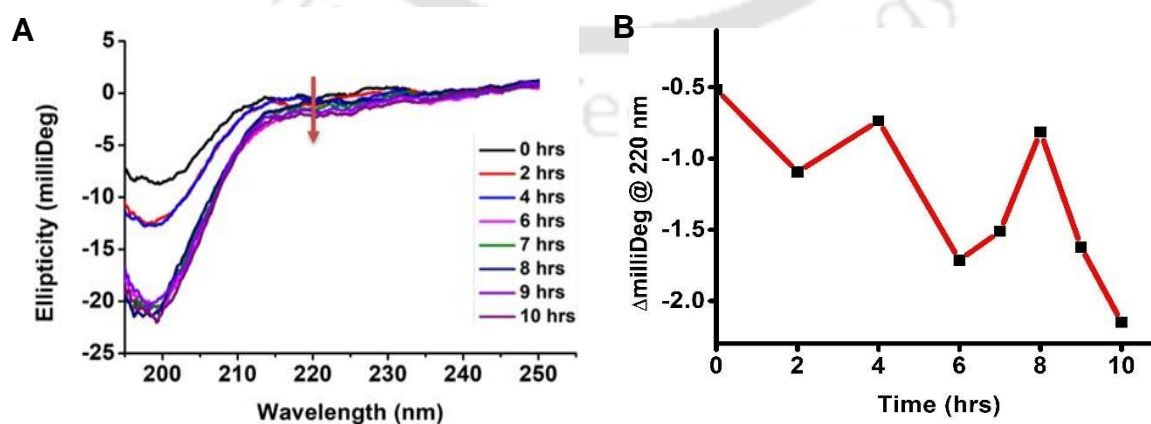 A
5
0
-5
-10
-15
-20
-25
Ellipticity (milliDeg)
200 210 220 230 240 250
Wavelength (nm)
0 hrs
2 hrs
4 hrs
6 hrs
7 hrs
8 hrs
9 hrs
10 hrs
B
-0.5
-1.0
-1.5
-2.0
ΔmilliDeg @ 220 nm
0 2 4 6 8 10
Time (hrs)